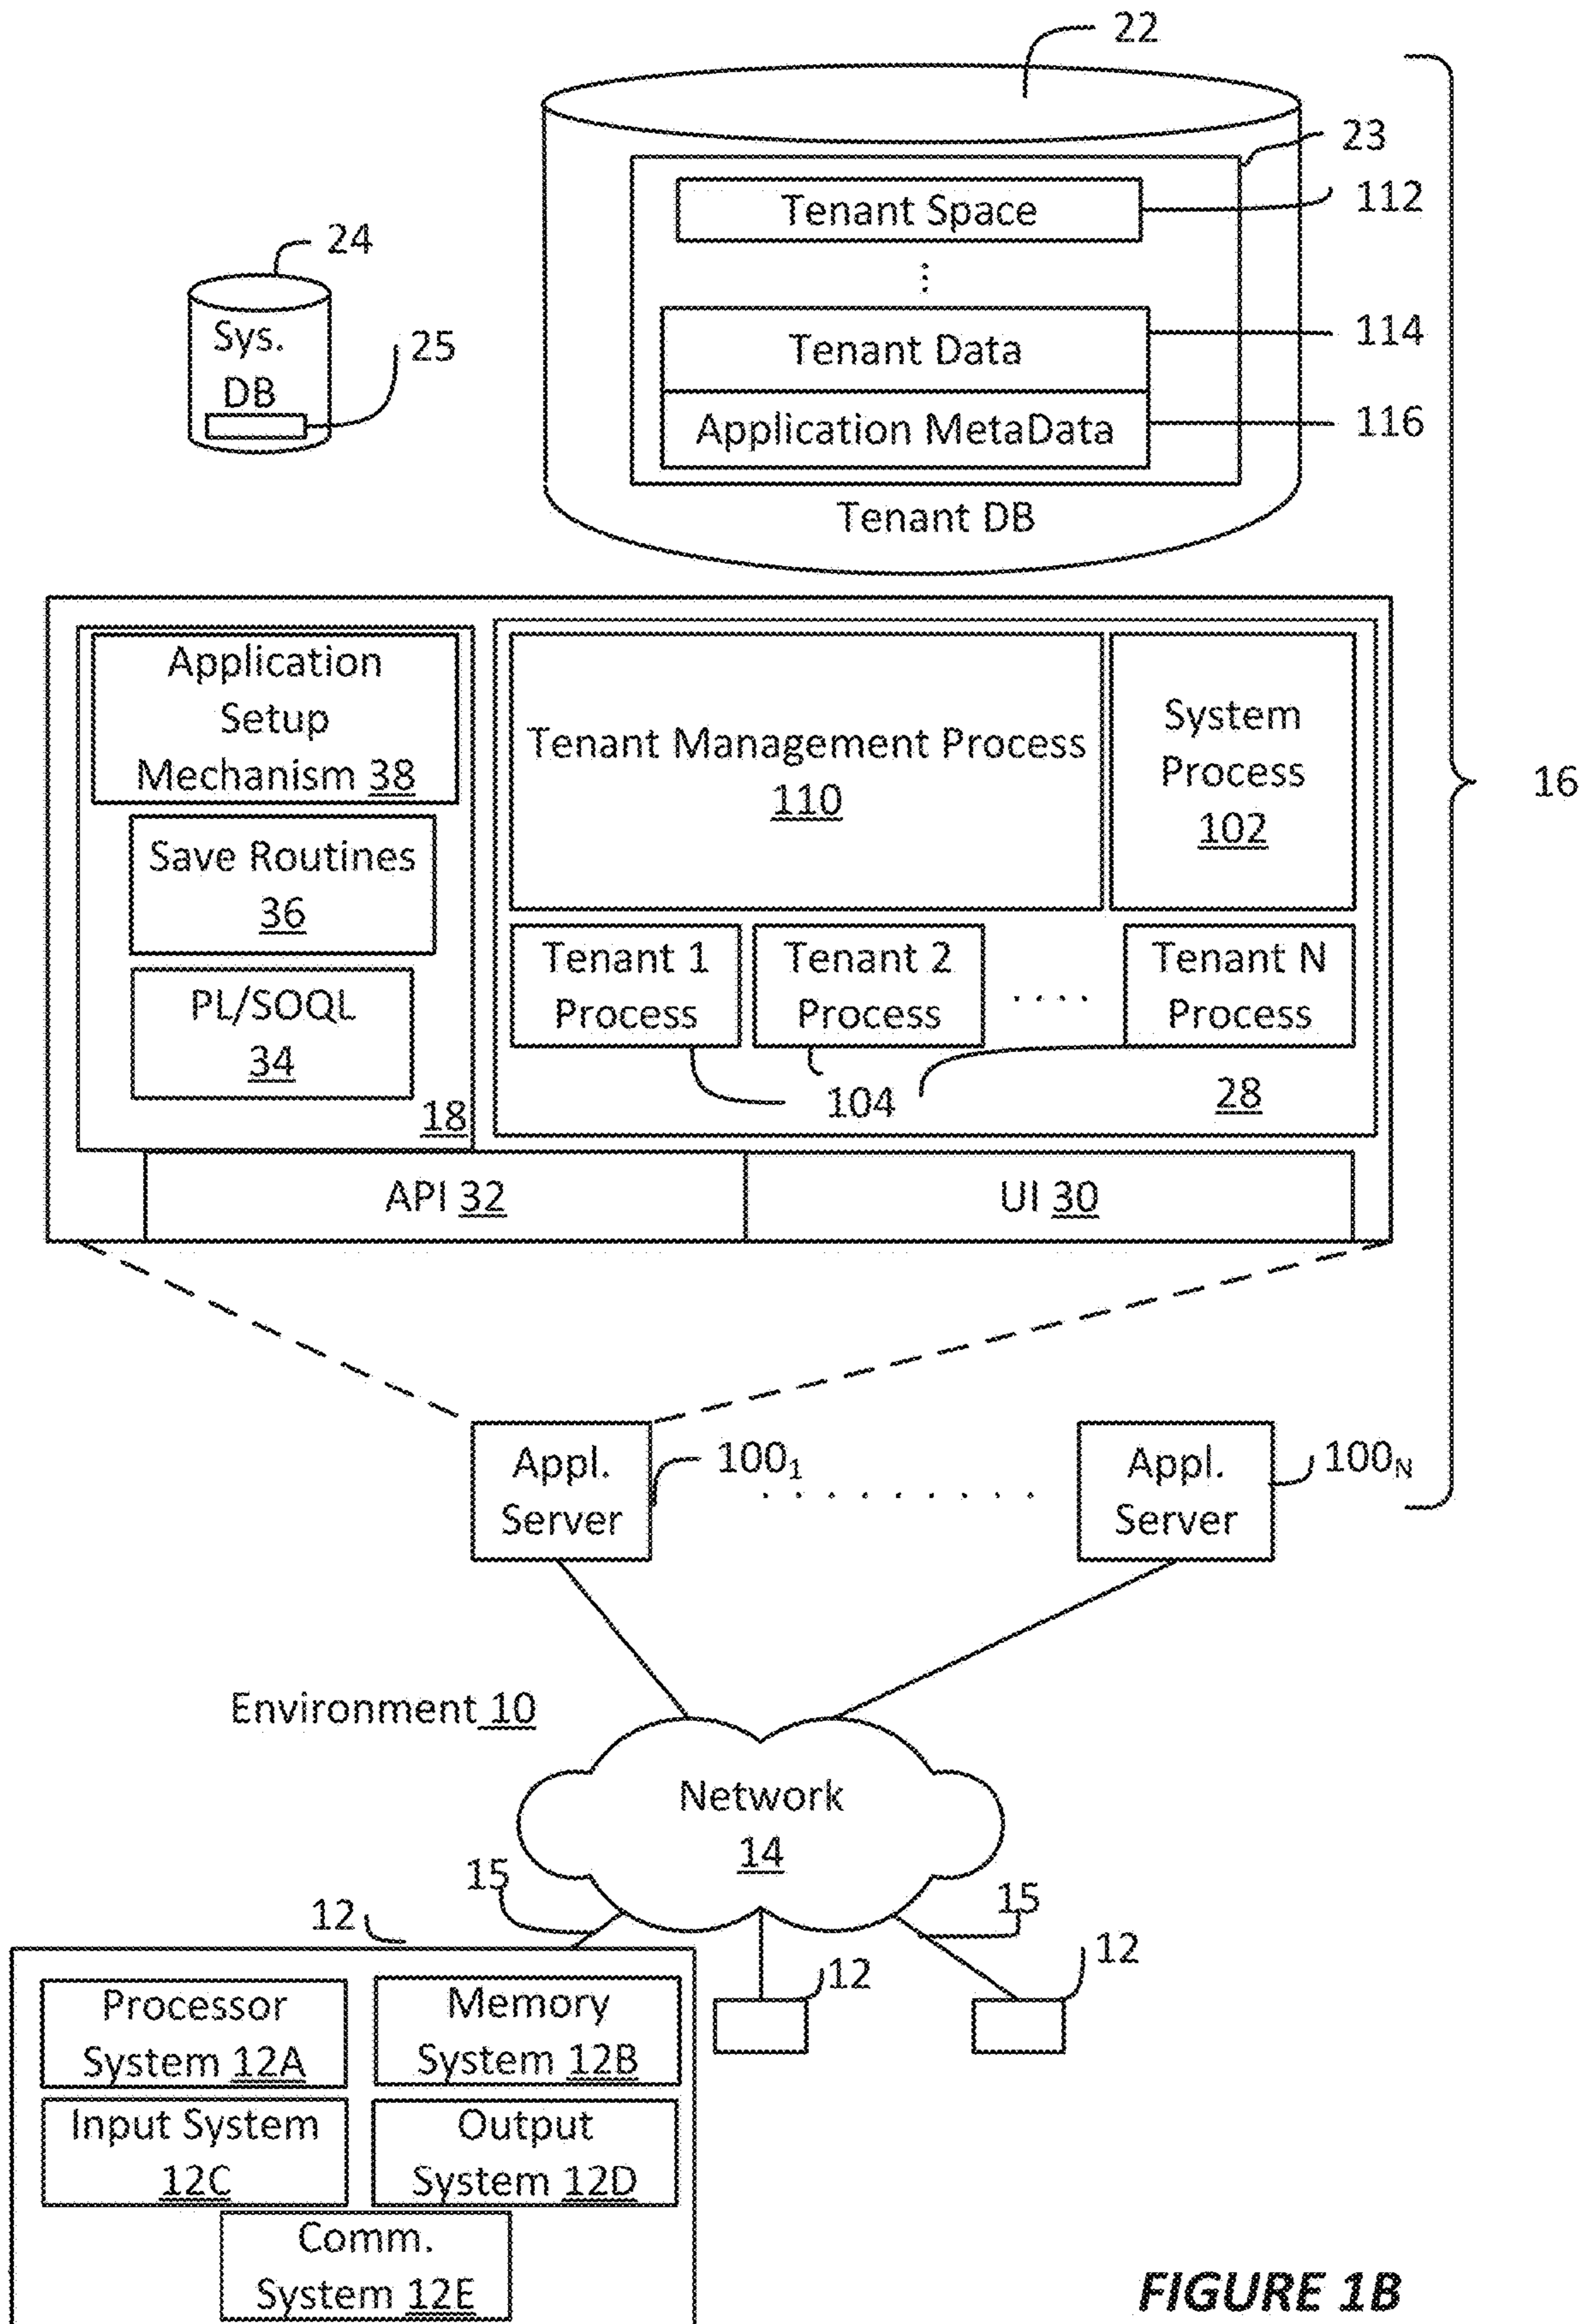 22
23
Tenant Space
112
24
Sys.
DB
25
Tenant Data
114
Application MetaData
116
Tenant DB
Application
Setup
Mechanism 38
Tenant Management Process
110
System
Process
102
16
Save Routines
36
Tenant 1
Process
Tenant 2
Process
. . . .
Tenant N
Process
PL/SOQL
34
18
104
28
API 32
UI 30
Appl.
Server
100₁
. . . . . . . . . .
Appl.
Server
100N
Environment 10
Network
14
15
15
12
12
12
Processor
System 12A
Memory
System 12B
Input System
12C
Output
System 12D
Comm.
System 12E
FIGURE 1B